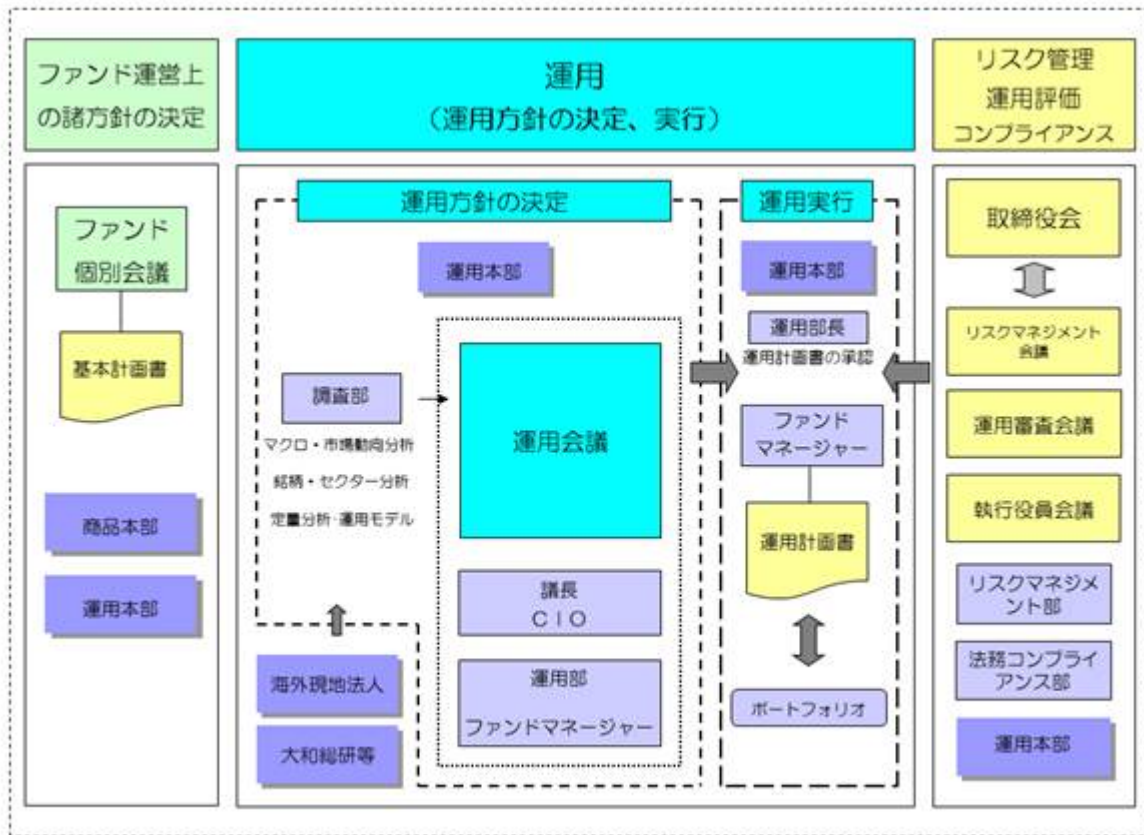 ファンド運営上
の諸方針の決定
運用
(運用方針の決定、実行)
リスク管理
運用評価
コンプライアンス
ファンド
個別会議
基本計画書
商品本部
運用本部
運用方針の決定
運用本部
調査部
マクロ・市場動向分析
銘柄・セクター分析
定量分析・運用モデル
運用会議
議長
CIO
運用部
ファンドマネージャー
海外現地法人
大和総研等
運用実行
運用本部
運用部長
運用計画書の承認
ファンド
マネージャー
運用計画書
ポートフォリオ
取締役会
リスクマネジメント
会議
運用審査会議
執行役員会議
リスクマネジメ
ント部
法務コンプライ
アンス部
運用本部